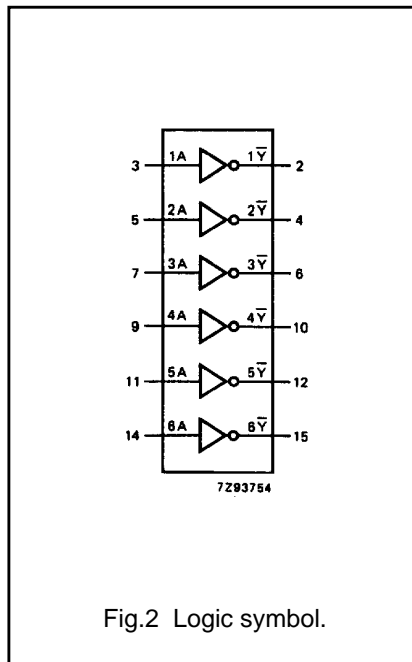 3 1A 1Y̅ 2
5 2A 2Y̅ 4
7 3A 3Y̅ 6
9 4A 4Y̅ 10
11 5A 5Y̅ 12
14 6A 6Y̅ 15
7Z93754
Fig.2 Logic symbol.